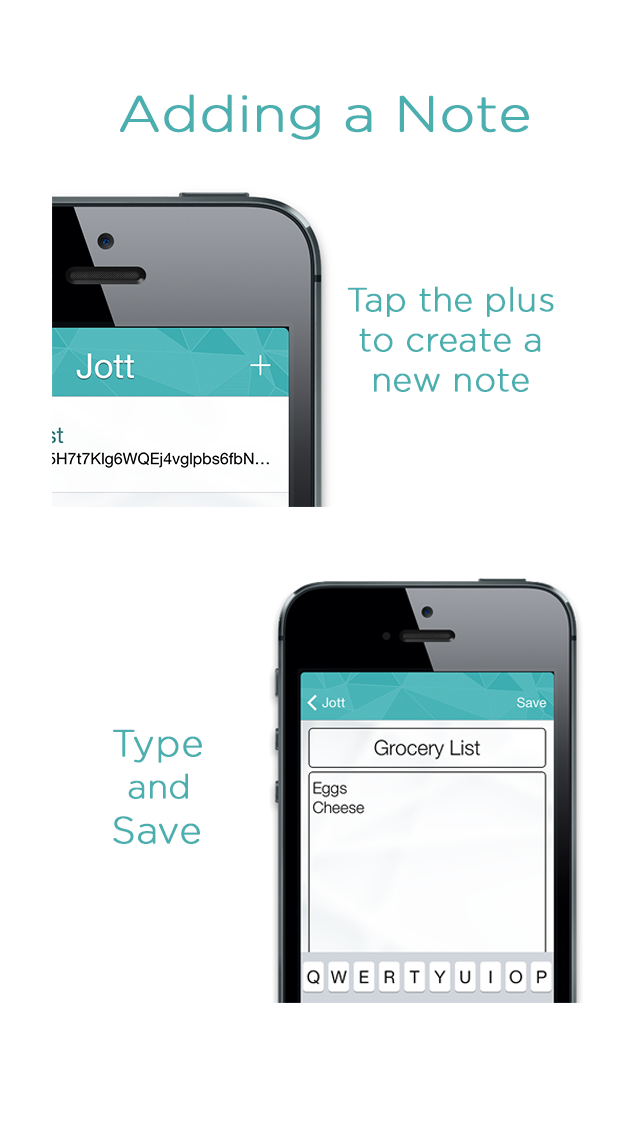 Adding a Note
Tap the plus
to create a
new note
Jott +
st
5H7t7Klg6WQEj4vglpbs6fbN...
Type
and
Save
Jott Save
Grocery List
Eggs
Cheese
Q W E R T Y U I O P